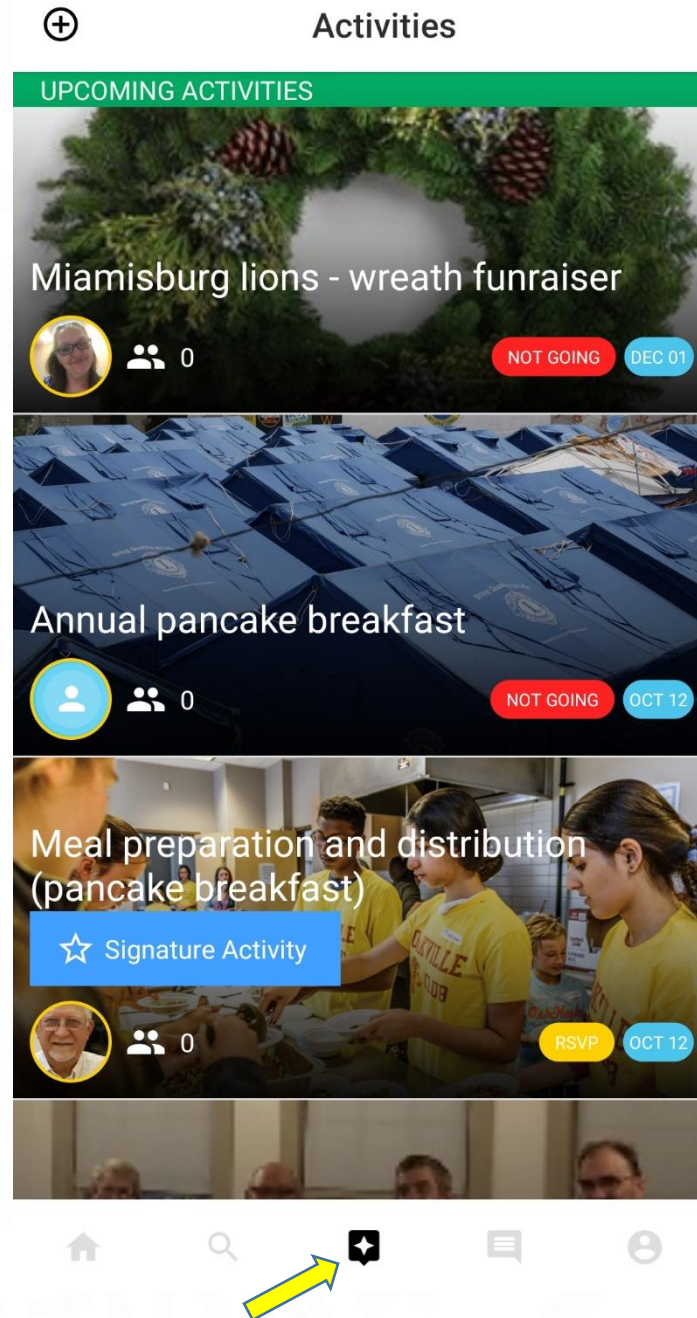 Activities
UPCOMING ACTIVITIES
Miamisburg lions - wreath funraiser
0
NOT GOING
DEC 01
Annual pancake breakfast
0
NOT GOING
OCT 12
Meal preparation and distribution
(pancake breakfast)
Signature Activity
0
RSVP
OCT 12